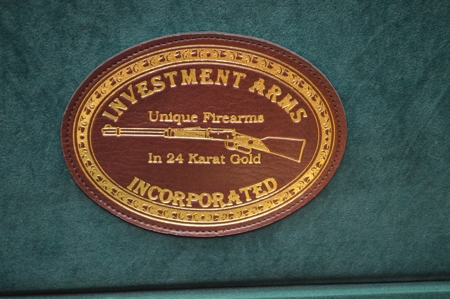 INVESTMENT ARMS
Unique Firearms
In 24 Karat Gold
INCORPORATED